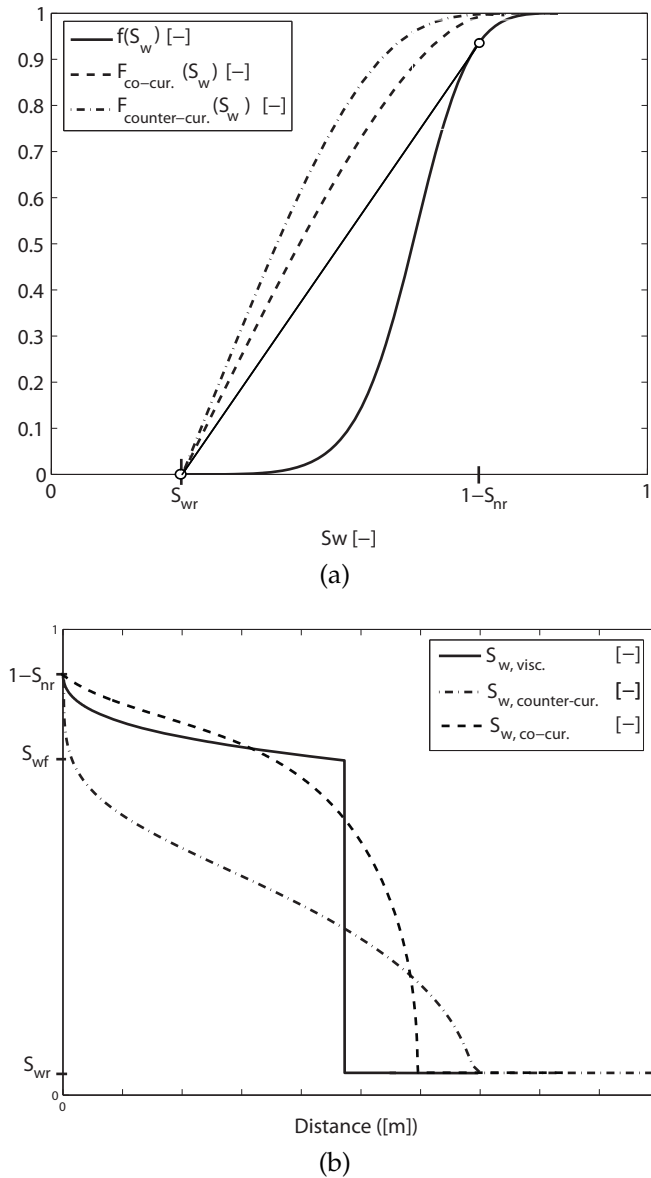 1
0.9
0.8
0.7
0.6
0.5
0.4
0.3
0.2
0.1
0
f(S_w) [−]
F_co−cur. (S_w) [−]
F_counter−cur. (S_w) [−]
0 S_wr 1−S_nr 1
Sw [−]
(a)
1
1−S_nr
S_wf
S_wr
0
S_w, visc. [−]
S_w, counter-cur. [−]
S_w, co−cur. [−]
0
Distance ([m])
(b)